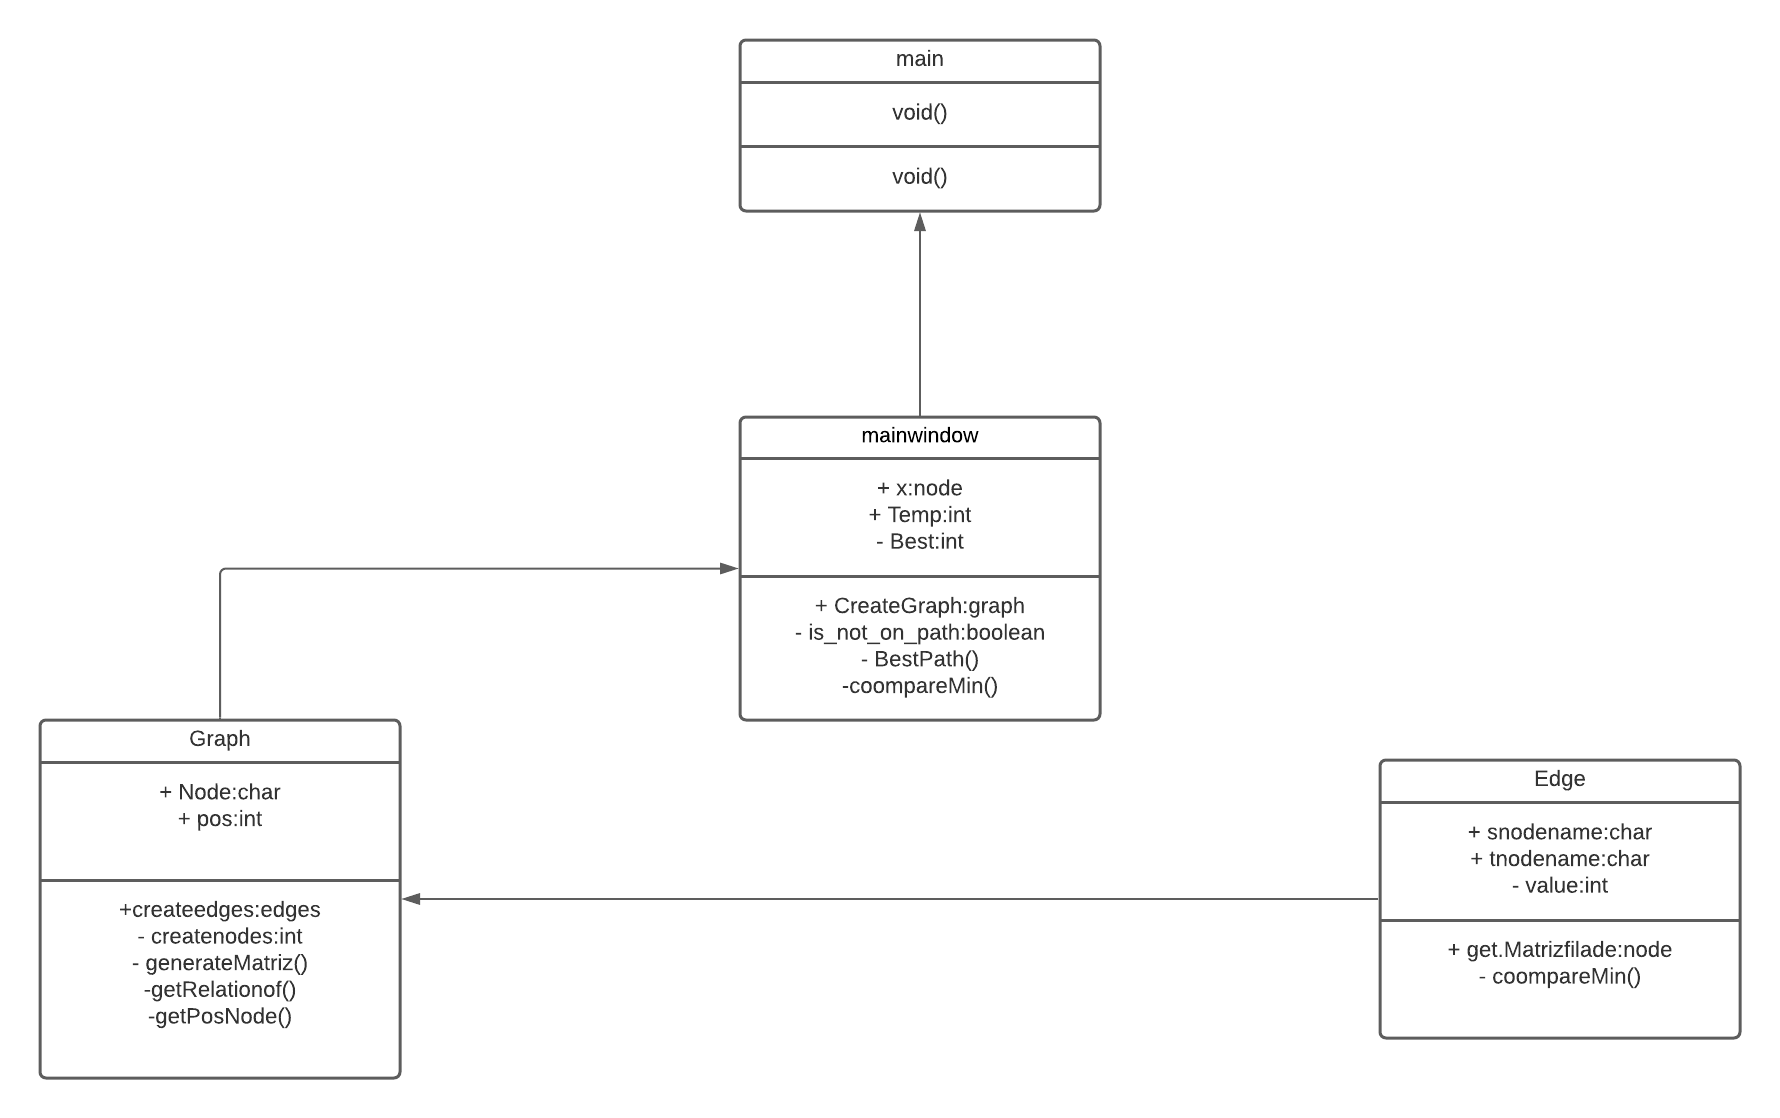 main
void()
void()
mainwindow
+ x:node
+ Temp:int
- Best:int
+ CreateGraph:graph
- is_not_on_path:boolean
- BestPath()
-coompareMin()
Graph
+ Node:char
+ pos:int
+createedges:edges
- createnodes:int
- generateMatriz()
-getRelationof()
-getPosNode()
Edge
+ snodename:char
+ tnodename:char
- value:int
+ get.Matrizfilade:node
- coompareMin()